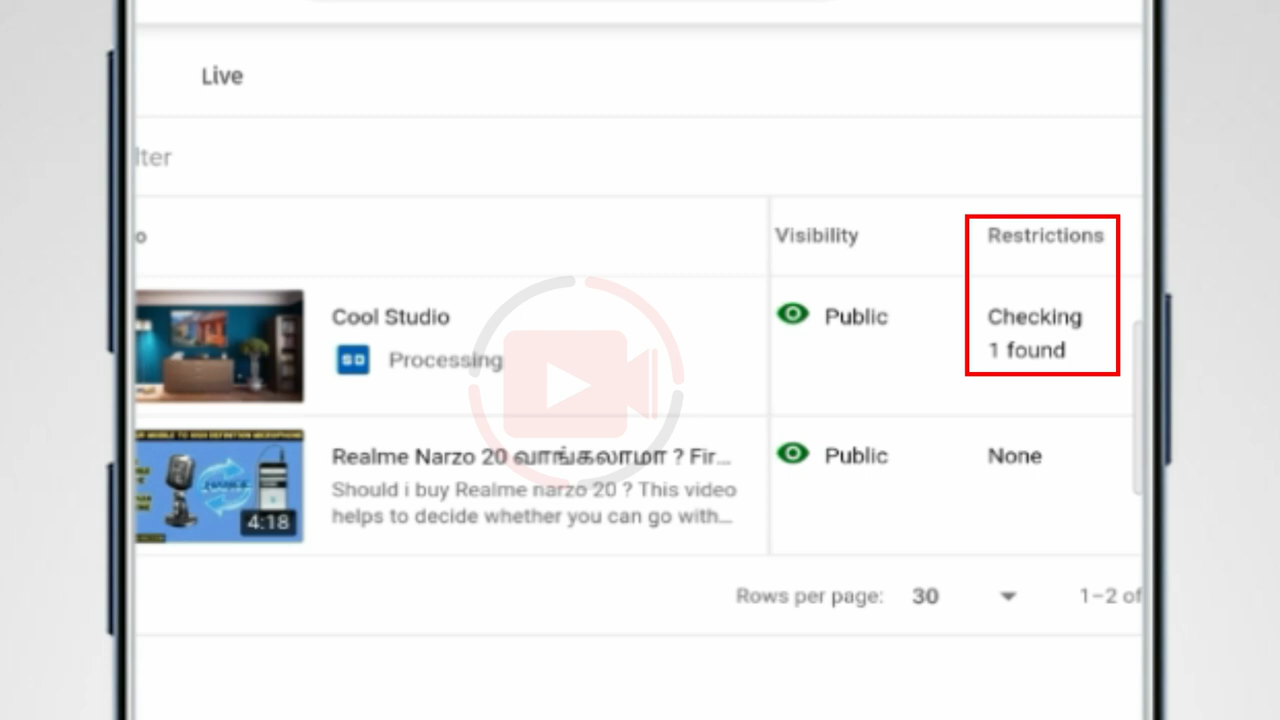 Live
lter
o
Visibility
Restrictions
Cool Studio
Public
Checking
SD
Processing
1 found
Realme Narzo 20 வாங்கலாமா ? Fir...
Public
None
Should i buy Realme narzo 20 ? This video
helps to decide whether you can go with...
4:18
Rows per page:
30
1–2 of